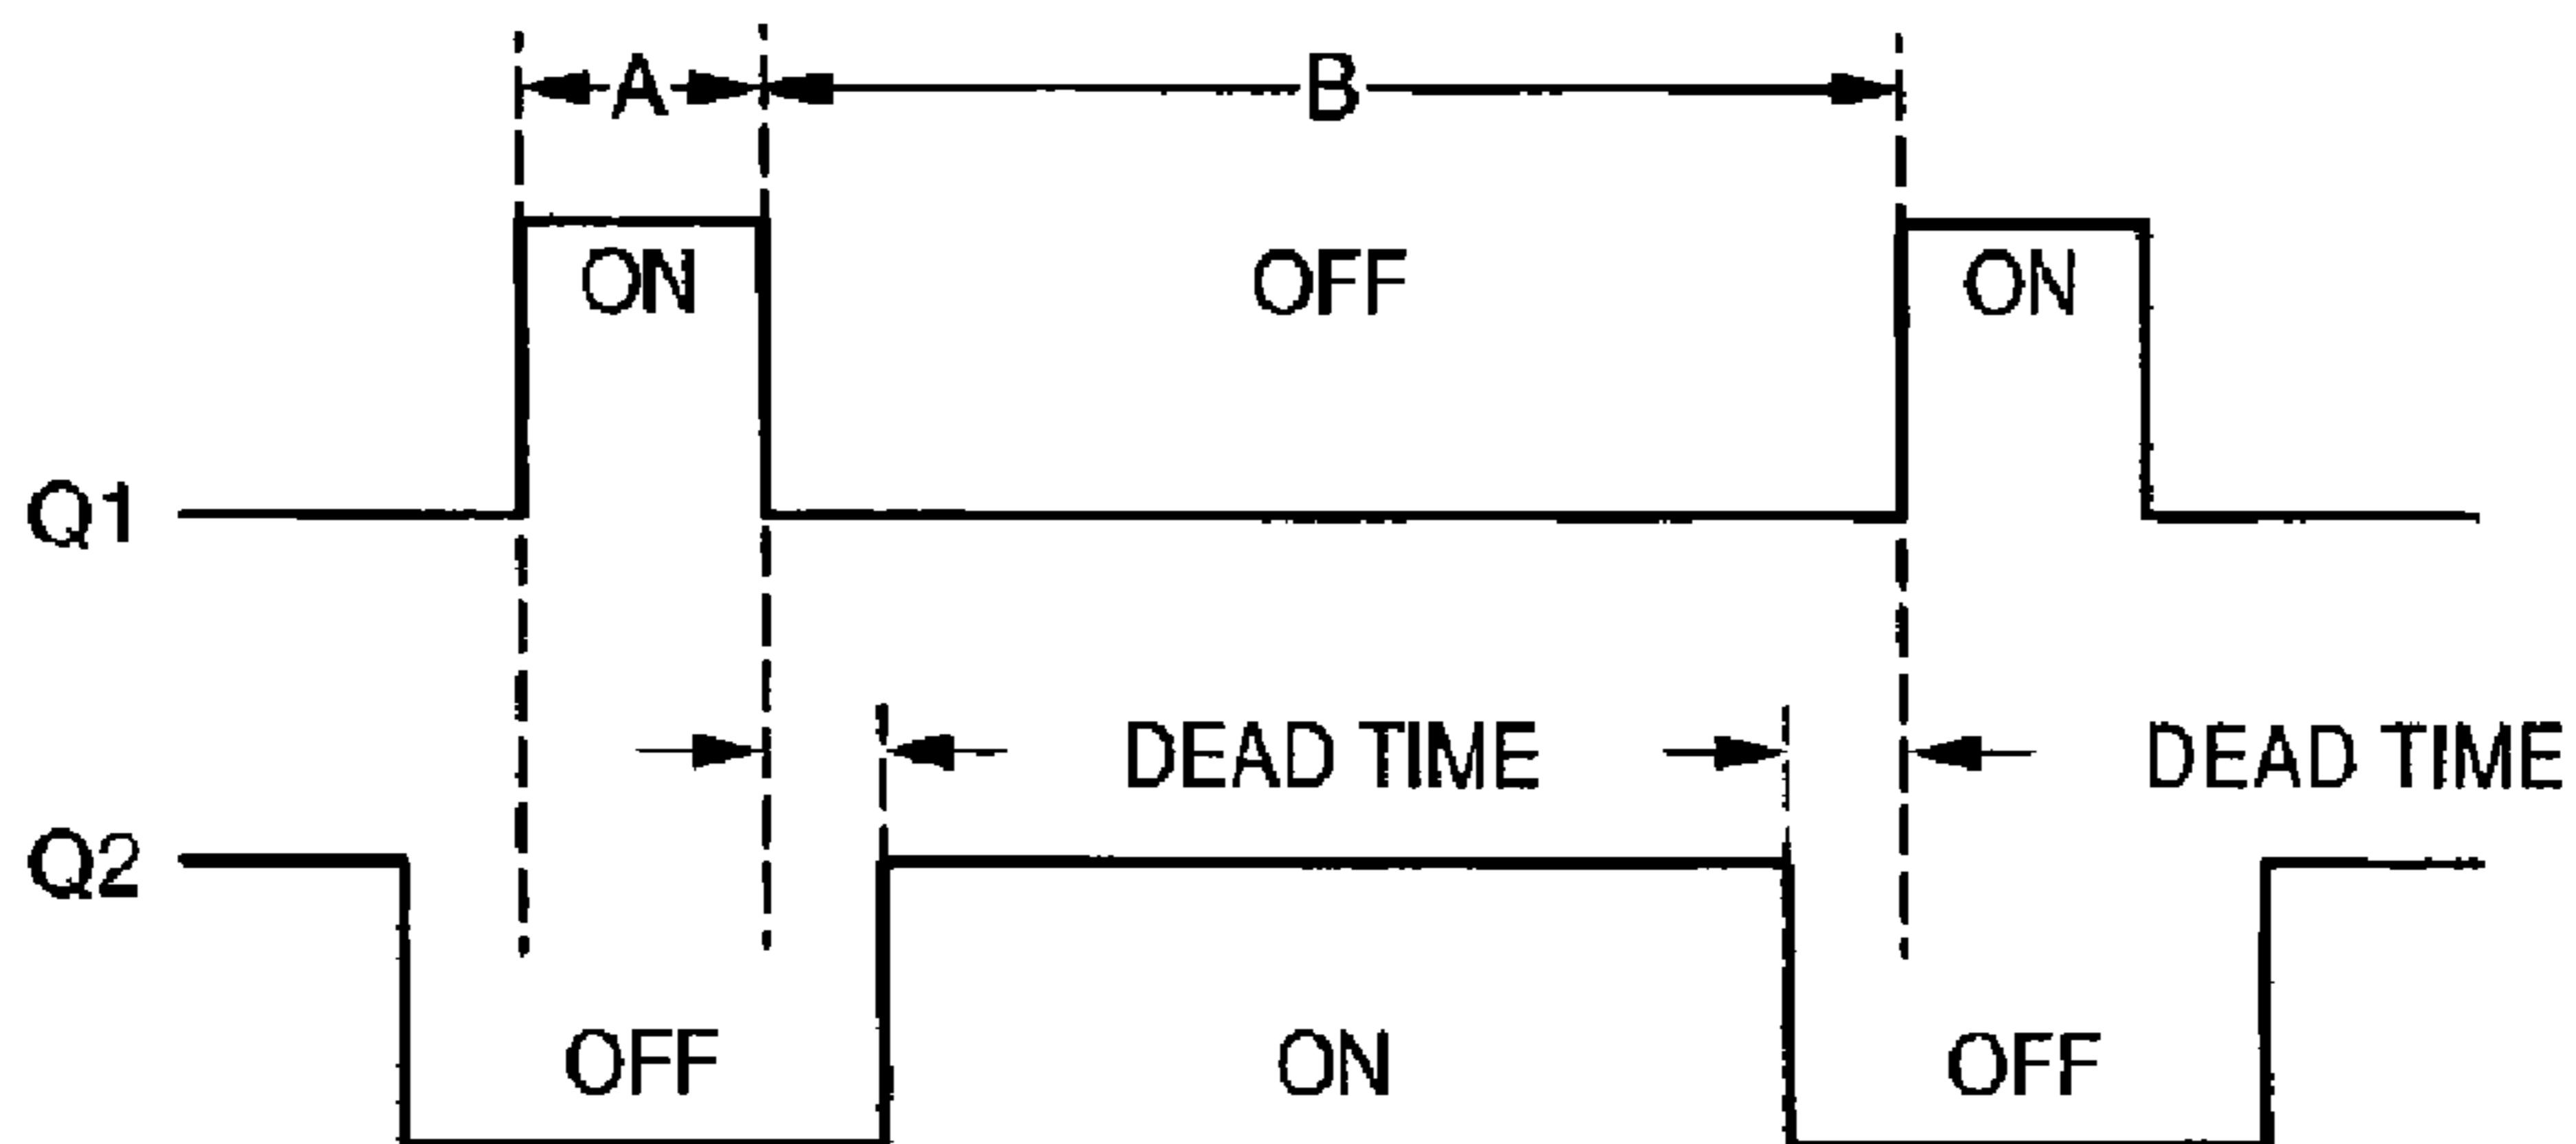 A B
ON OFF ON
Q1
DEAD TIME DEAD TIME
Q2
OFF ON OFF